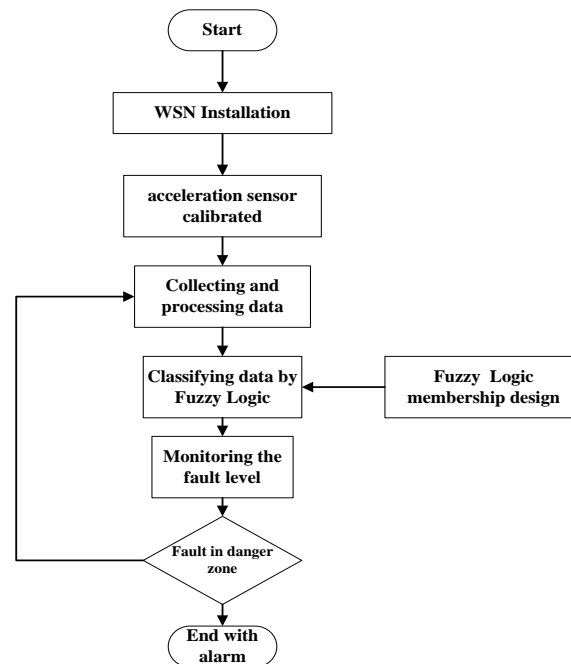 Start
WSN Installation
acceleration sensor
calibrated
Collecting and
processing data
Classifying data by
Fuzzy Logic
Fuzzy Logic
membership design
Monitoring the
fault level
Fault in danger
zone
End with
alarm